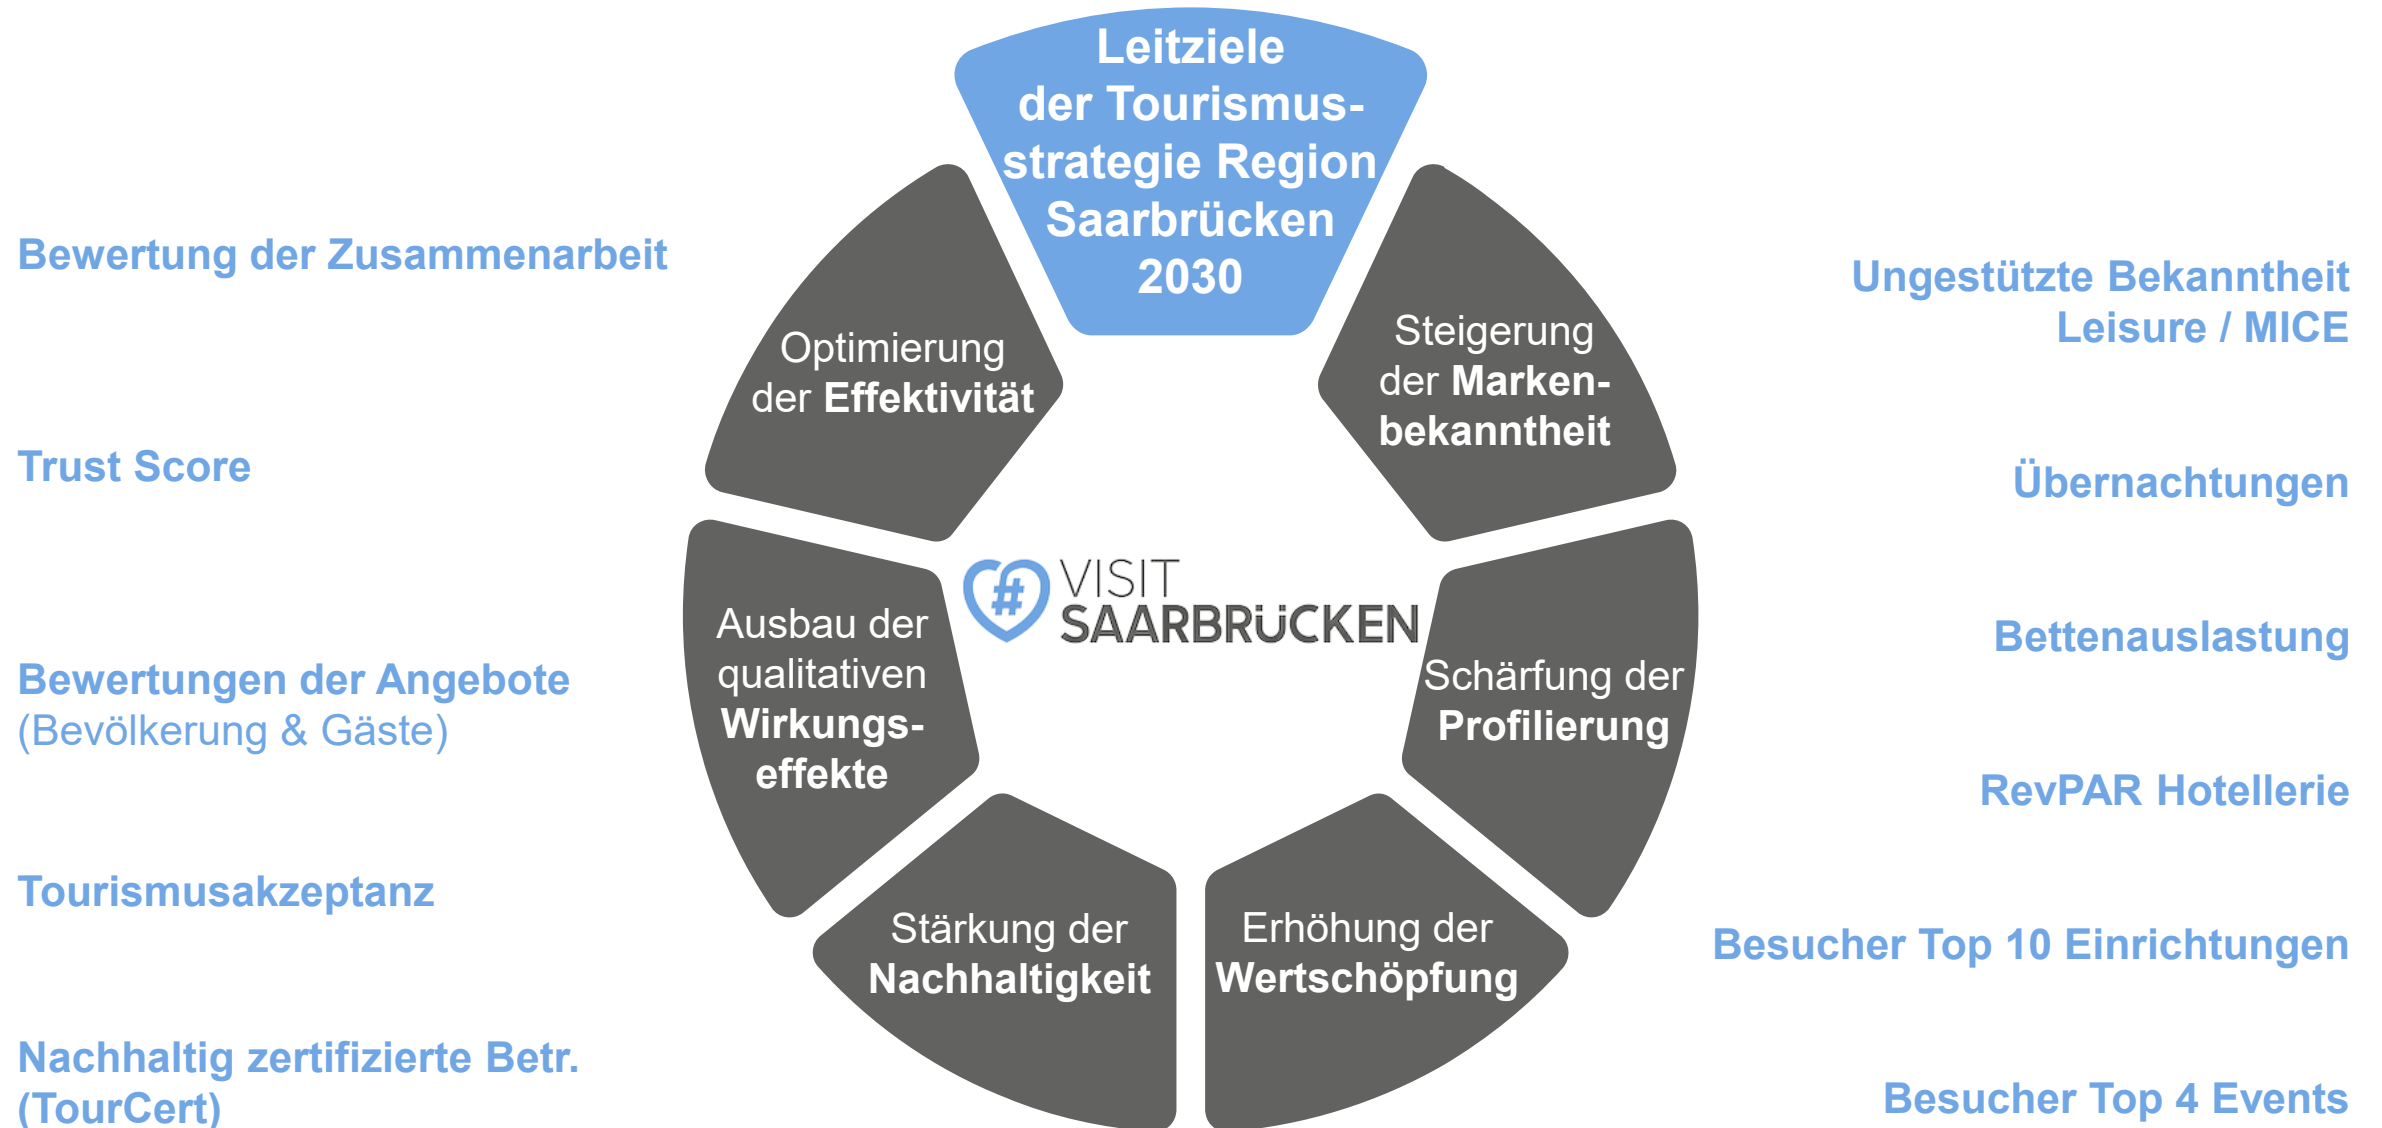 Leitziele
der Tourismus-
strategie Region
Saarbrücken
2030
Steigerung
der Marken-
bekanntheit
Schärfung der
Profilierung
Erhöhung der
Wertschöpfung
Stärkung der
Nachhaltigkeit
Ausbau der
qualitativen
Wirkungs-
effekte
Optimierung
der Effektivität
#
VISIT
SAARBRÜCKEN
Bewertung der Zusammenarbeit
Trust Score
Bewertungen der Angebote
(Bevölkerung & Gäste)
Tourismusakzeptanz
Nachhaltig zertifizierte Betr.
(TourCert)
Ungestützte Bekanntheit
Leisure / MICE
Übernachtungen
Bettenauslastung
RevPAR Hotellerie
Besucher Top 10 Einrichtungen
Besucher Top 4 Events